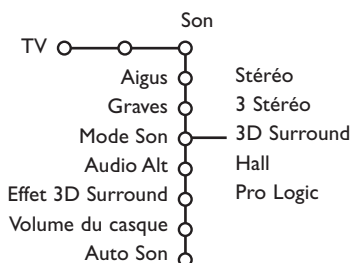 Son
TV
Aigus
Stéréo
Graves
3 Stéréo
Mode Son
3D Surround
Audio Alt
Hall
Effet 3D Surround
Pro Logic
Volume du casque
Auto Son